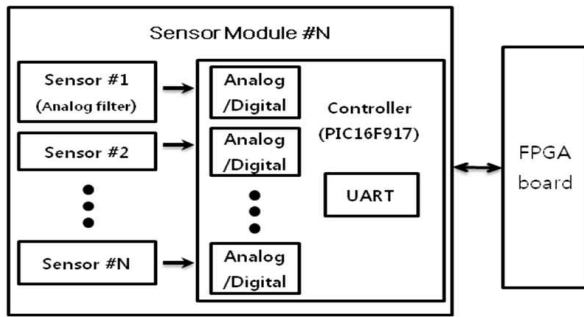 Sensor Module #N
Sensor #1
(Analog filter)
Analog
/Digital
Controller
(PIC16F917)
Sensor #2
Analog
/Digital
UART
Sensor #N
Analog
/Digital
FPGA
board